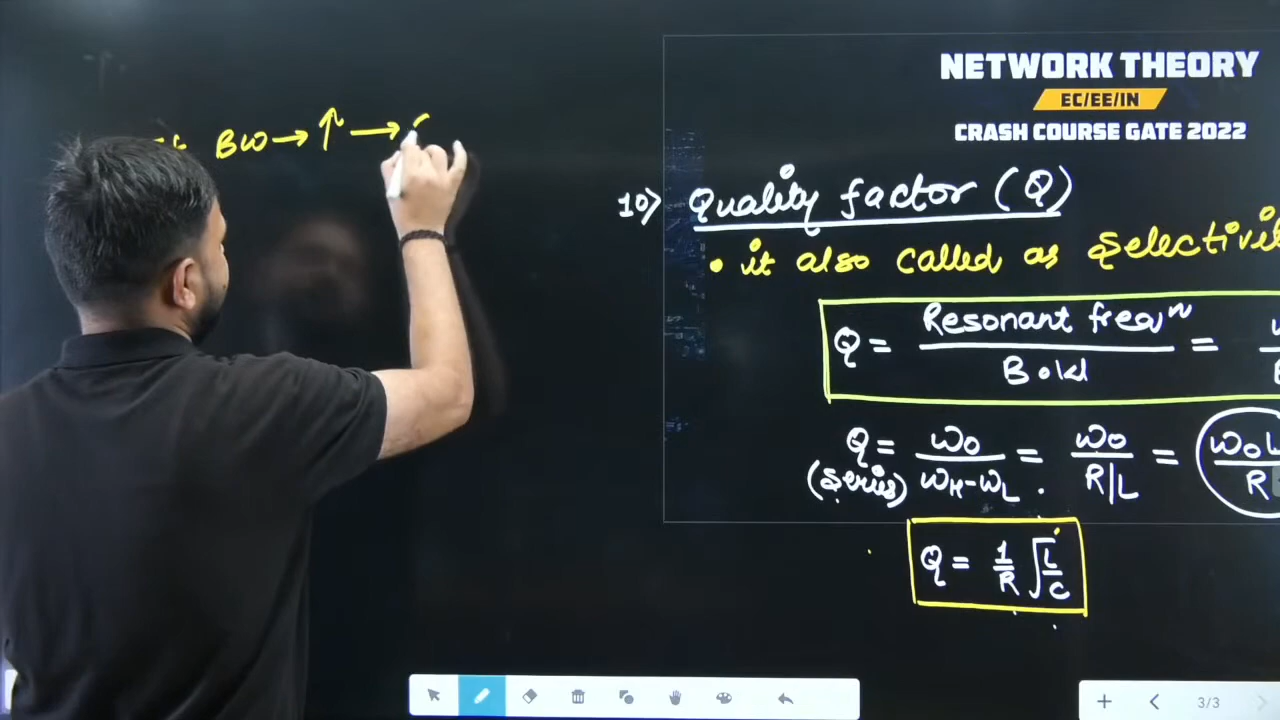 BW → ↑ →
NETWORK THEORY
EC/EE/IN
CRASH COURSE GATE 2022
10) Quality factor (Q)
• it also called as
Q = Resonant freqⁿ / B⋅ω =
Q = ω0 / ωH-ωL = ω0 / R|L =
(series)
Q = 1/R √L/C
3/3